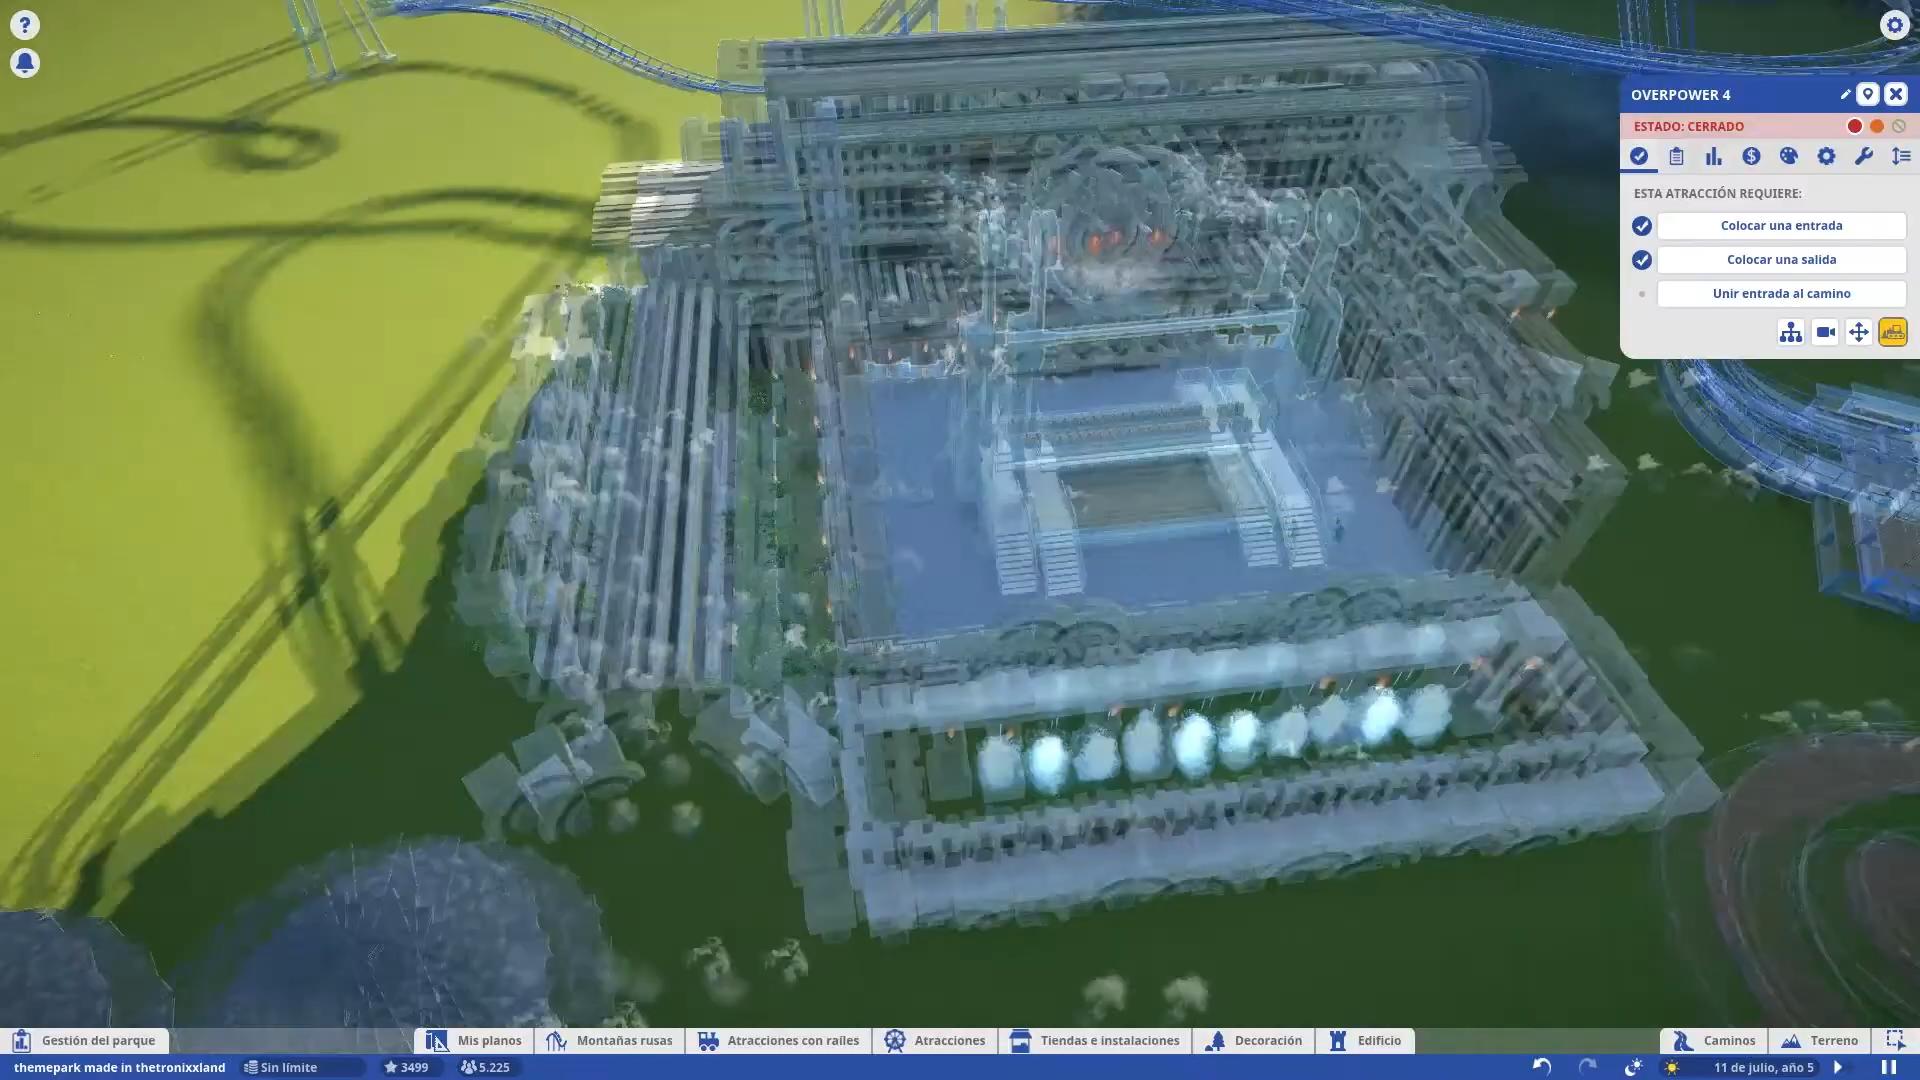 ?
OVERPOWER 4
ESTADO: CERRADO
ESTA ATRACCIÓN REQUIERE:
Colocar una entrada
Colocar una salida
Unir entrada al camino
Gestión del parque
Mis planos
Montañas rusas
Atracciones con raíles
Atracciones
Tiendas e instalaciones
Decoración
Edificio
Caminos
Terreno
themepark made in thetronixxland
Sin límite
3499
5.225
11 de julio, año 5